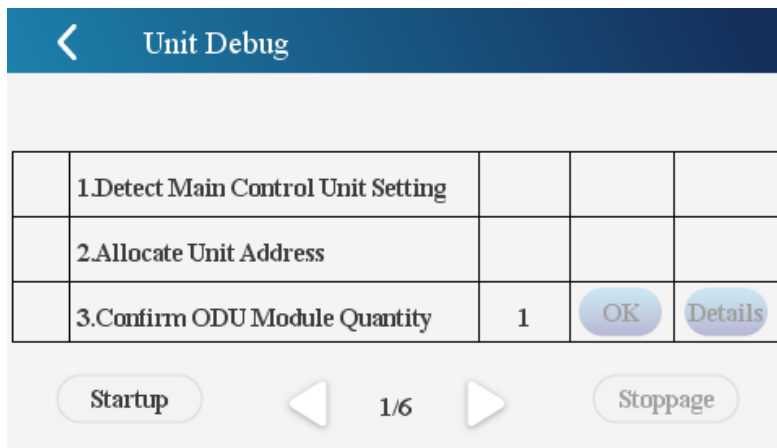 Unit Debug
1.Detect Main Control Unit Setting
2.Allocate Unit Address
3.Confirm ODU Module Quantity 1 OK Details
Startup 1/6 Stoppage